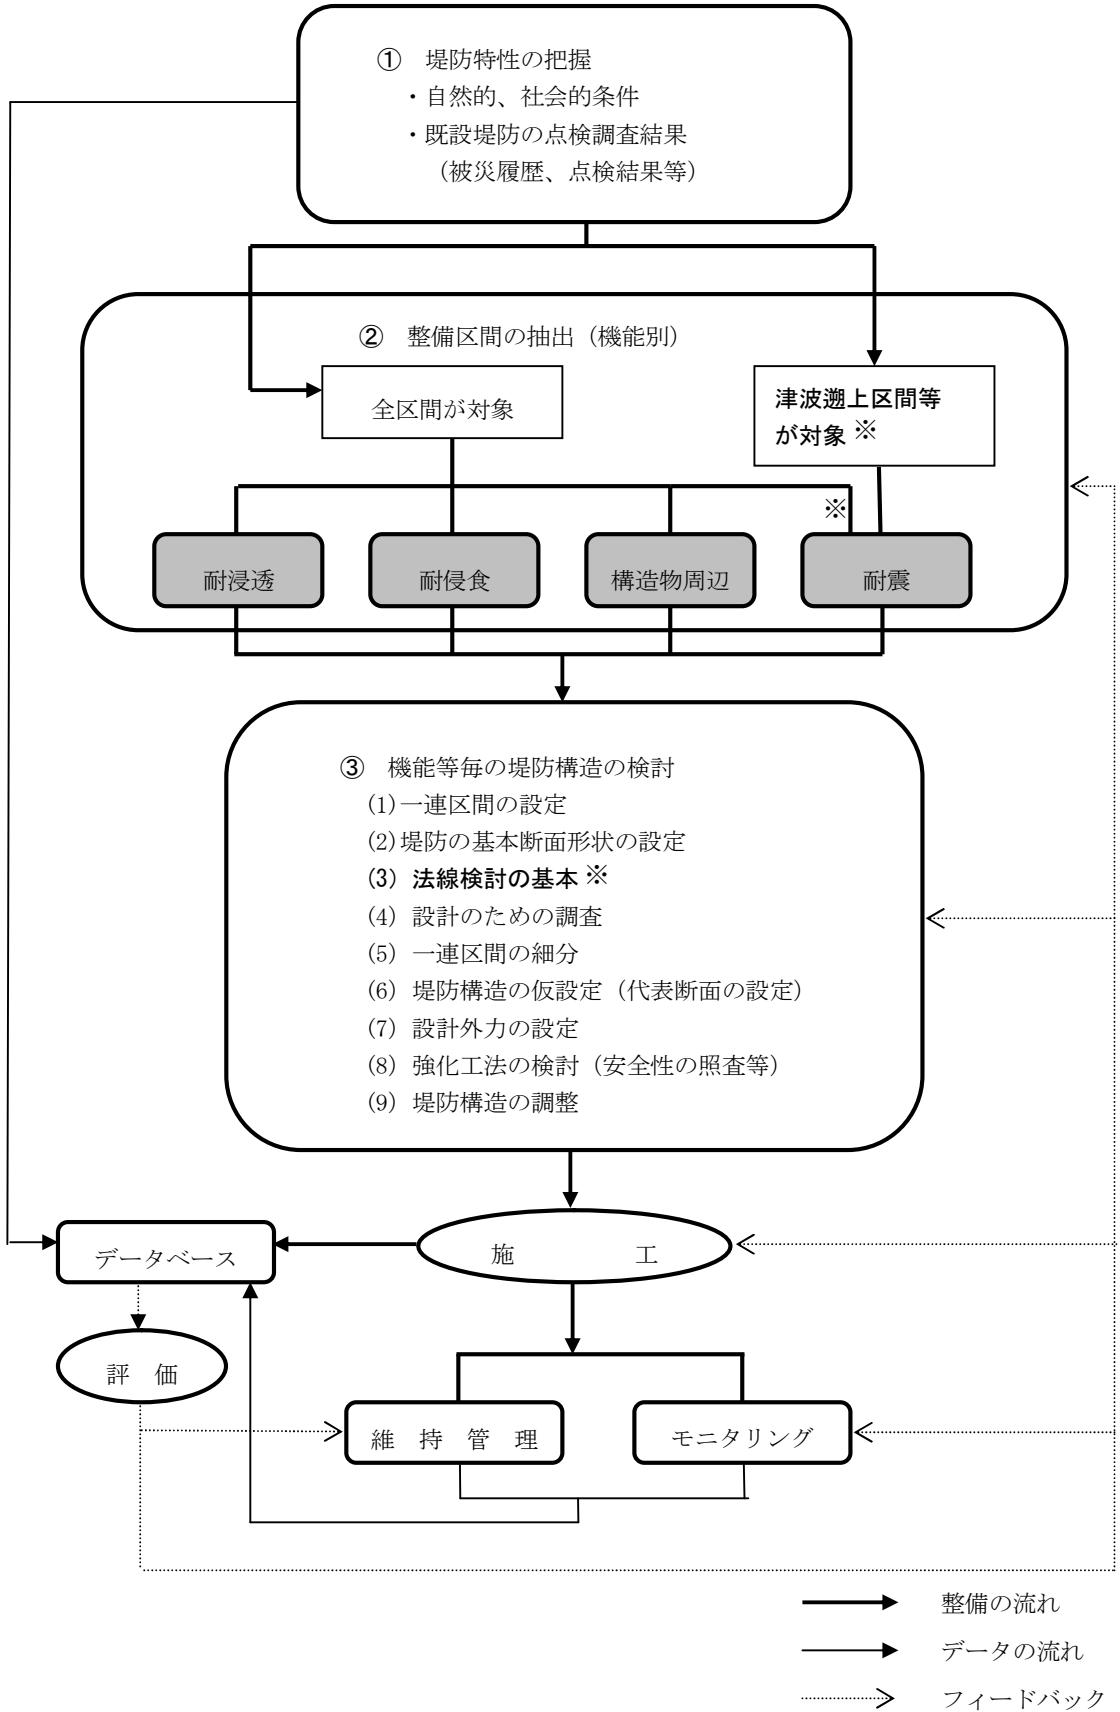 ① 堤防特性の把握
・自然的、社会的条件
・既設堤防の点検調査結果
（被災履歴、点検結果等）
② 整備区間の抽出（機能別）
全区間が対象
津波遡上区間等
が対象※
※
耐浸透
耐侵食
構造物周辺
耐震
③ 機能等毎の堤防構造の検討
(1)一連区間の設定
(2)堤防の基本断面形状の設定
(3) 法線検討の基本※
(4) 設計のための調査
(5) 一連区間の細分
(6) 堤防構造の仮設定（代表断面の設定）
(7) 設計外力の設定
(8) 強化工法の検討（安全性の照査等）
(9) 堤防構造の調整
データベース
施 工
評 価
維 持 管 理
モニタリング
整備の流れ
データの流れ
フィードバック